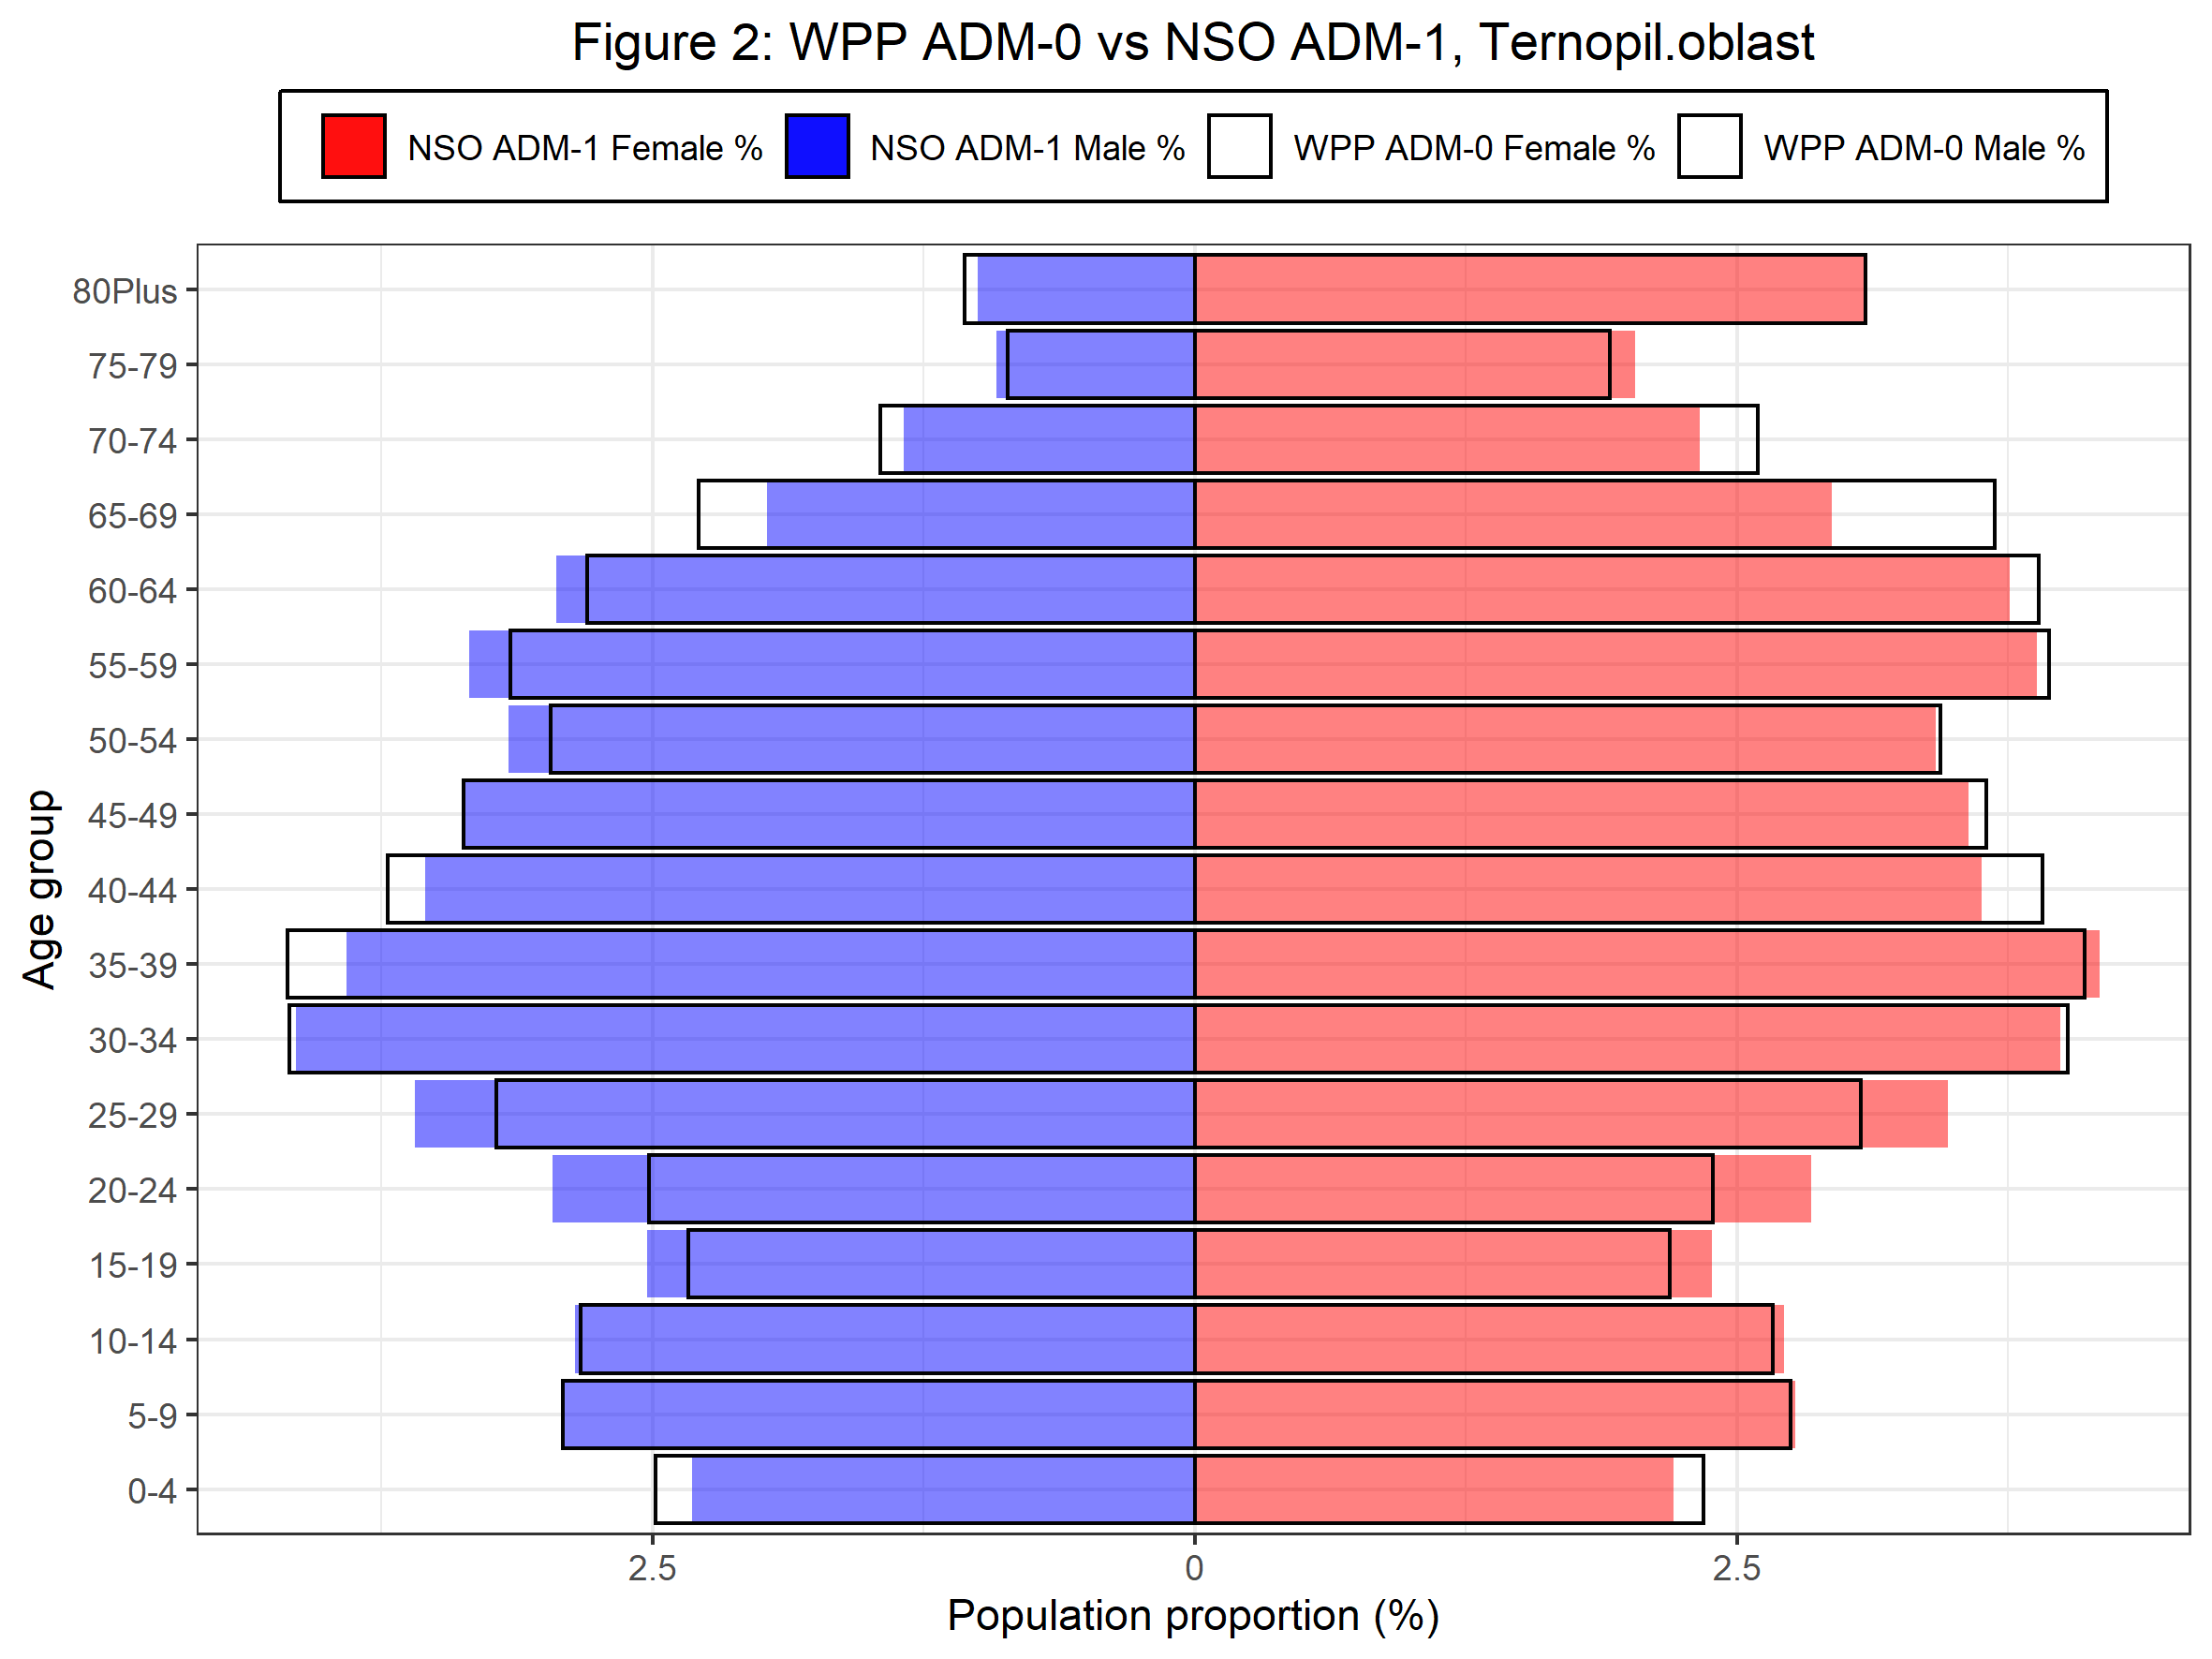 Figure 2: WPP ADM-0 vs NSO ADM-1, Ternopil.oblast
NSO ADM-1 Female % NSO ADM-1 Male % WPP ADM-0 Female % WPP ADM-0 Male %
Age group
80Plus
75-79
70-74
65-69
60-64
55-59
50-54
45-49
40-44
35-39
30-34
25-29
20-24
15-19
10-14
5-9
0-4
2.5 0 2.5
Population proportion (%)